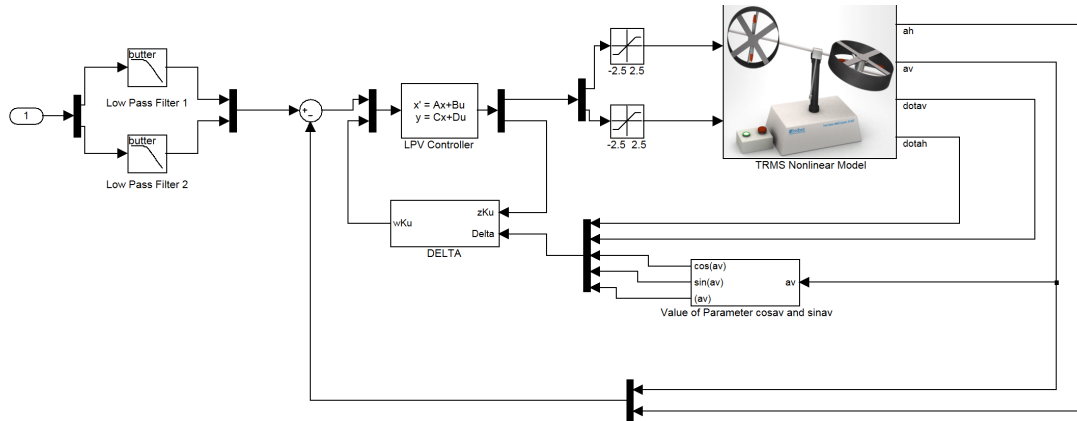 1
butter
Low Pass Filter 1
butter
Low Pass Filter 2
+
−
x' = Ax+Bu
y = Cx+Du
LPV Controller
-2.5 2.5
-2.5 2.5
ah
av
dotav
dotah
TRMS Nonlinear Model
wKu
zKu
Delta
DELTA
cos(av)
sin(av)
(av)
av
Value of Parameter cosav and sinav